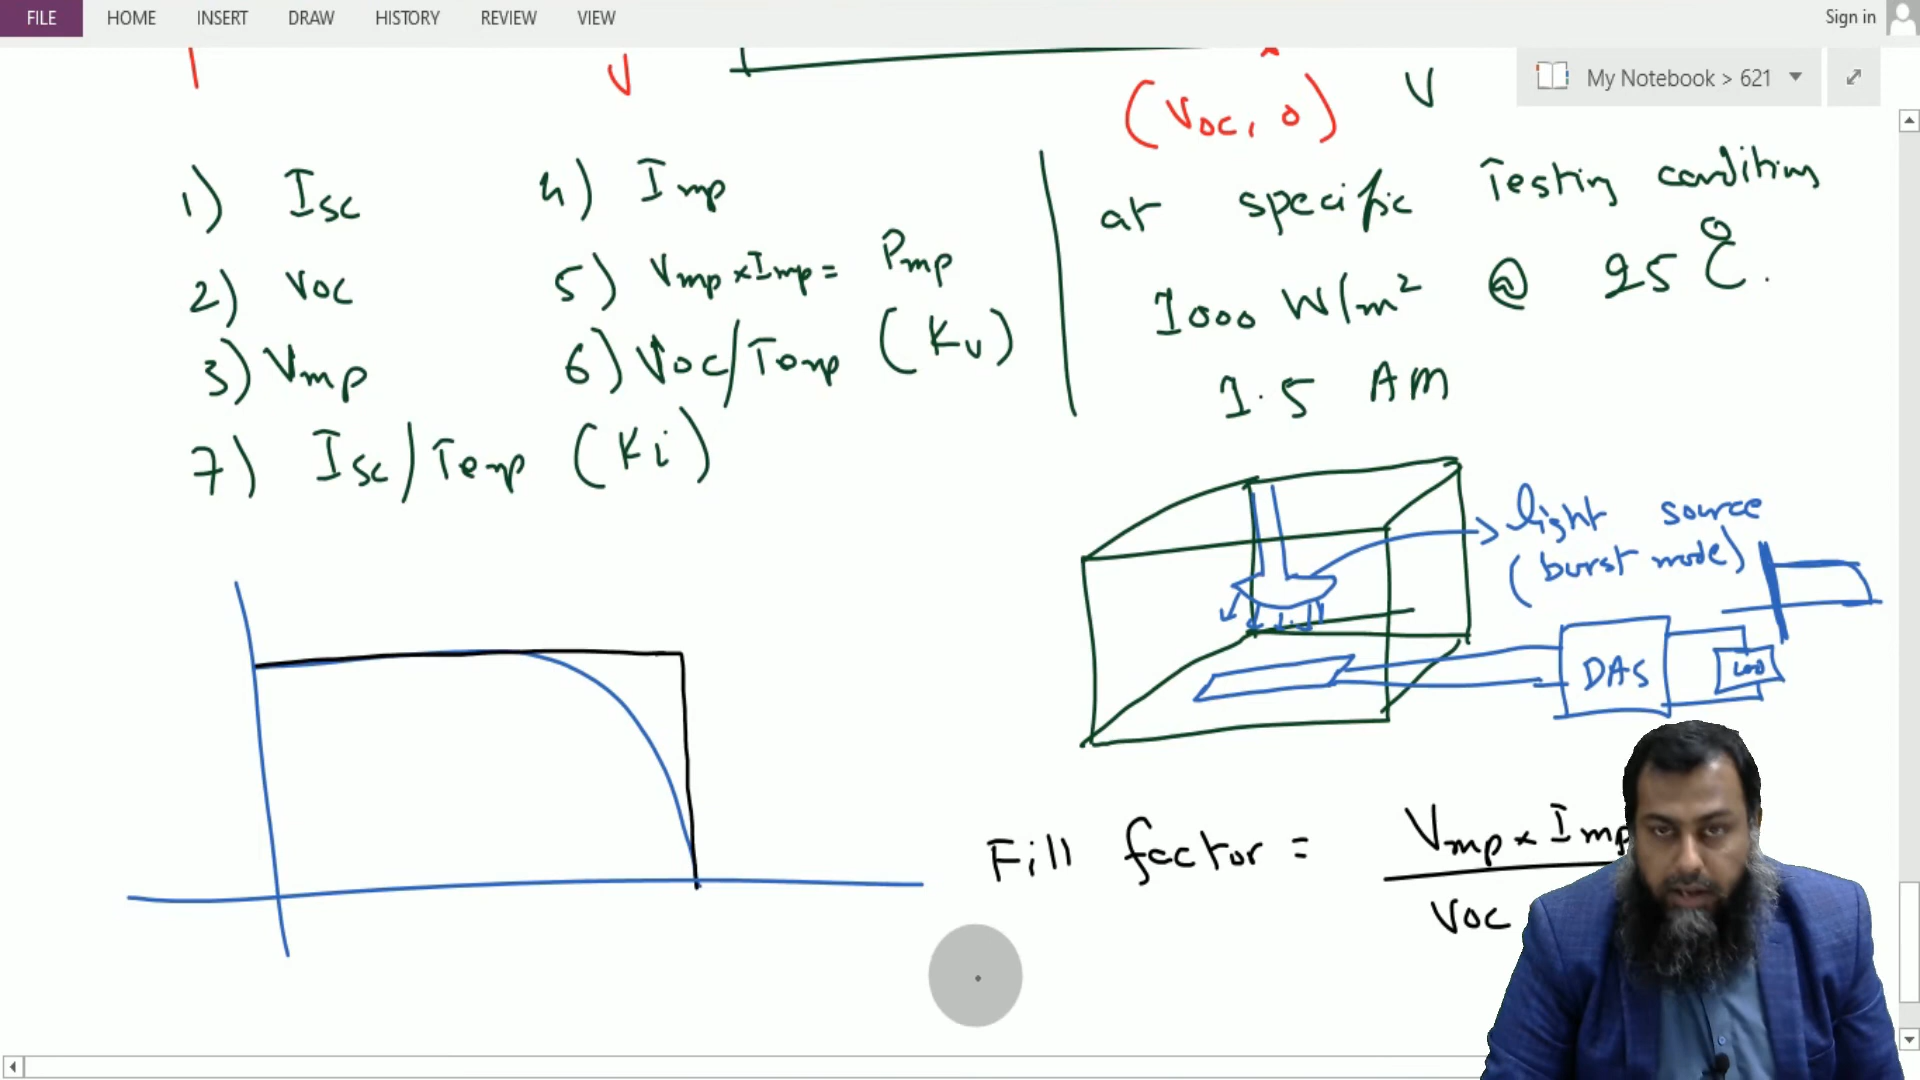 FILE HOME INSERT DRAW HISTORY REVIEW VIEW Sign in
My Notebook > 621
V
(Voc, 0)
V
1) Isc
2) Voc
3) Vmp
4) Imp
5) Vmp x Imp = Pmp
6) Voc/Temp (Kv)
7) Isc/Temp (Ki)
at specific Testing conditions
1000 W/m² @ 25°C.
1.5 AM
light source
(burst mode)
DAS
Fill factor =
Vmp x Imp
Voc